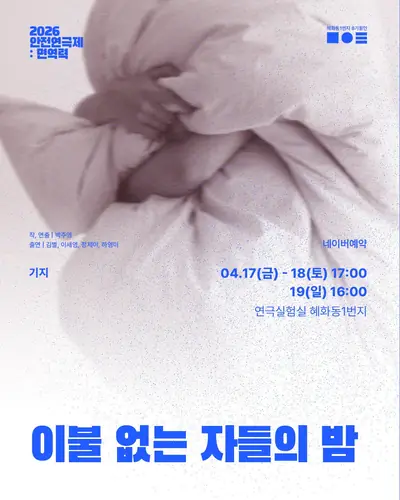 2026
안전연극제
: 면역력
혜화동1번지 8기동인
작, 연출 | 박주영
출연 | 김별, 이세영, 정제이, 하영미
네이버예약
기지
04.17(금) - 18(토) 17:00
19(일) 16:00
연극실험실 혜화동1번지
이불 없는 자들의 밤